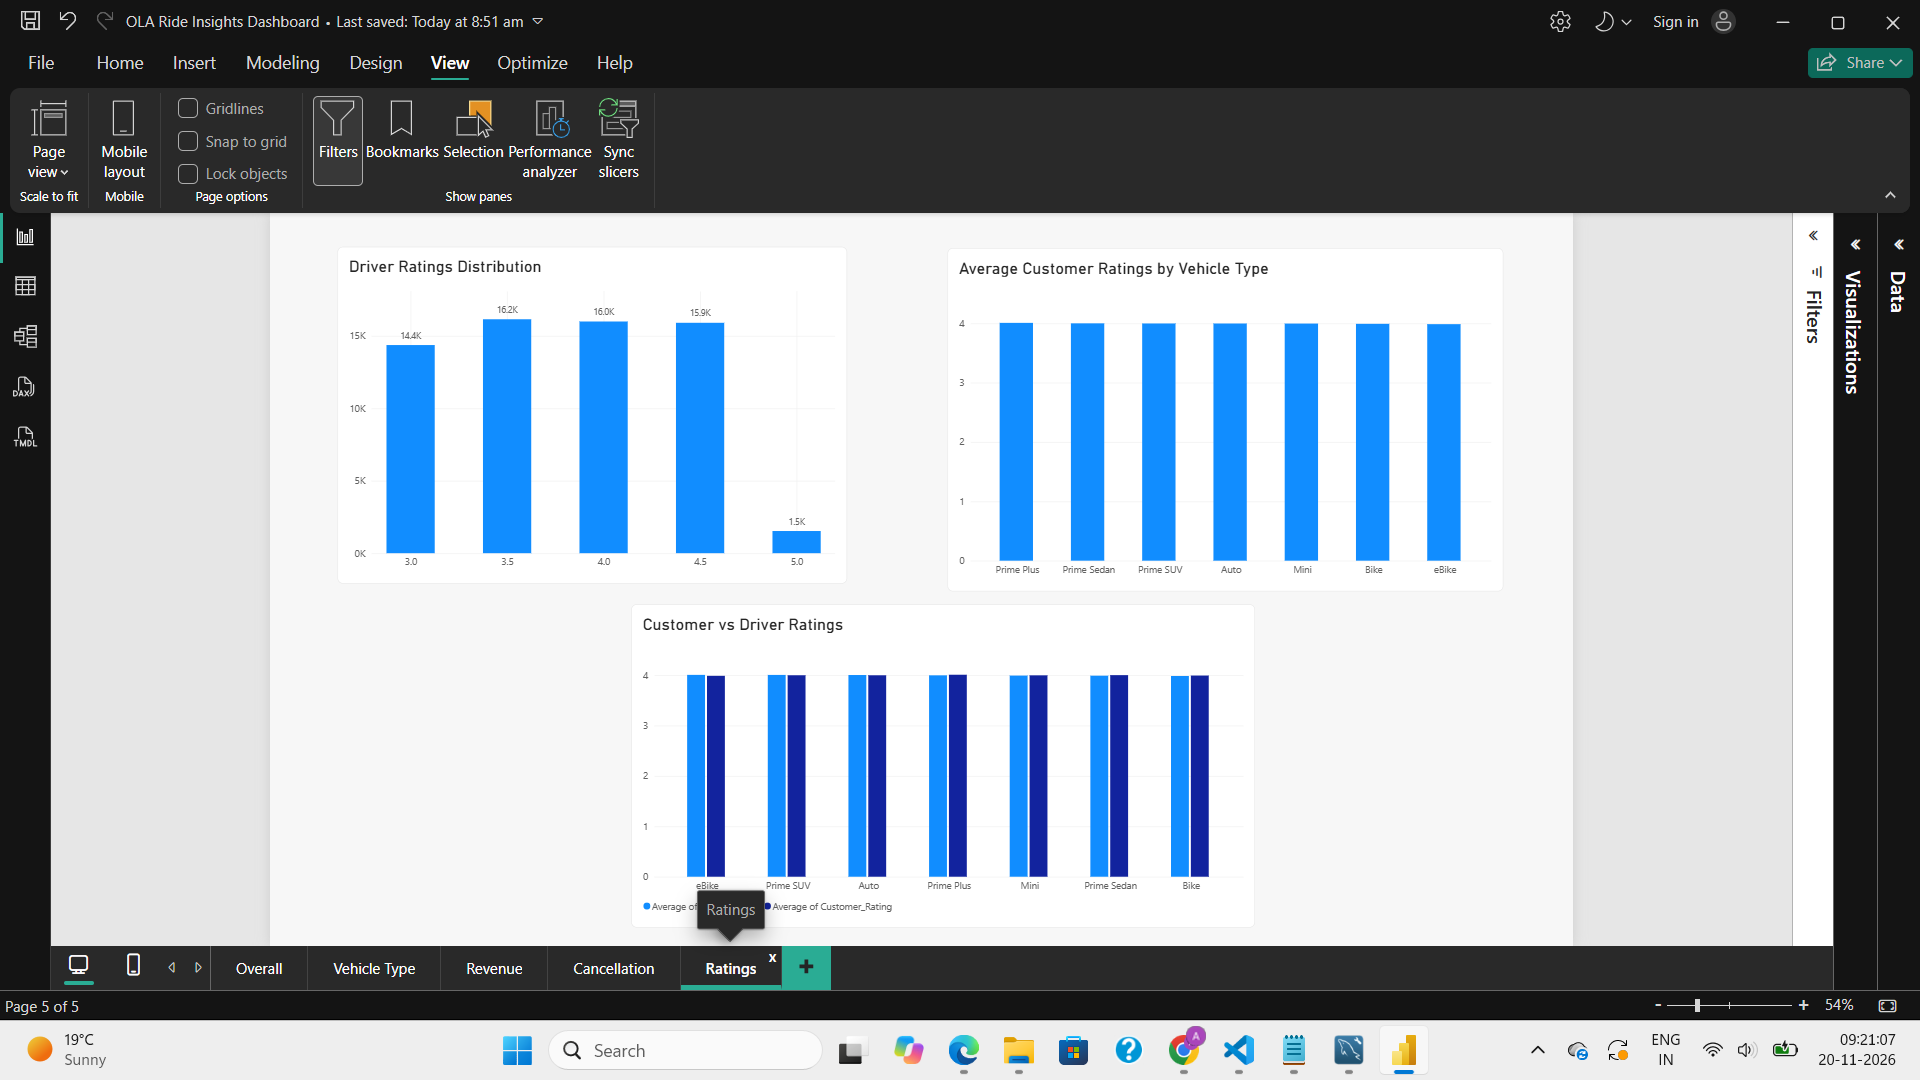 OLA Ride Insights Dashboard • Last saved: Today at 8:51 am
Sign in
File Home Insert Modeling Design View Optimize Help
Share
Page view
Scale to fit
Mobile layout
Mobile
Gridlines
Snap to grid
Lock objects
Page options
Filters
Bookmarks
Selection
Performance analyzer
Sync slicers
Show panes
DAX
TMDL
Driver Ratings Distribution
15K
10K
5K
0K
14.4K 16.2K 16.0K 15.9K 1.5K
3.0 3.5 4.0 4.5 5.0
Average Customer Ratings by Vehicle Type
4
3
2
1
0
Prime Plus Prime Sedan Prime SUV Auto Mini Bike eBike
Customer vs Driver Ratings
4
3
2
1
0
eBike Prime SUV Auto Prime Plus Mini Prime Sedan Bike
Average of Average of Customer_Rating
Ratings
Filters
Visualizations
Data
Overall Vehicle Type Revenue Cancellation Ratings x +
Page 5 of 5
- + 54%
19°C
Sunny
Search
A
ENG
IN
09:21:07
20-11-2026